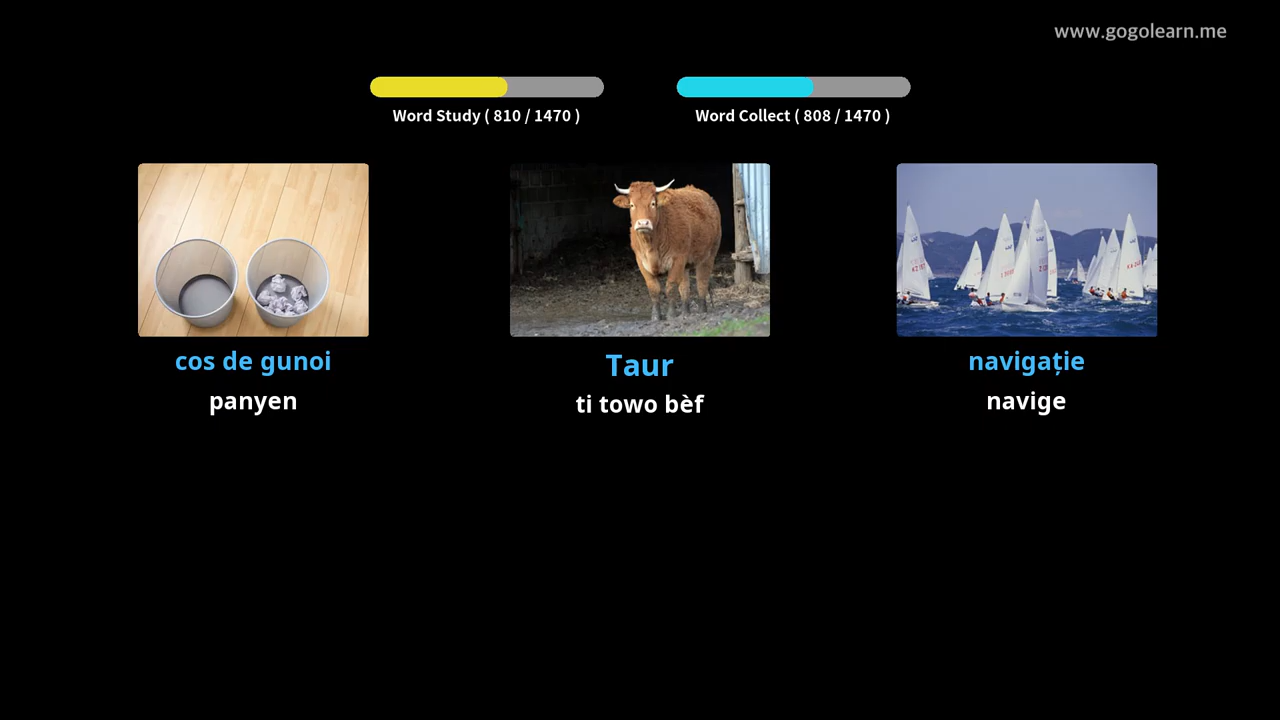 www.gogolearn.me
Word Study ( 810 / 1470 )
Word Collect ( 808 / 1470 )
cos de gunoi
panyen
Taur
ti towo bèf
navigație
navige